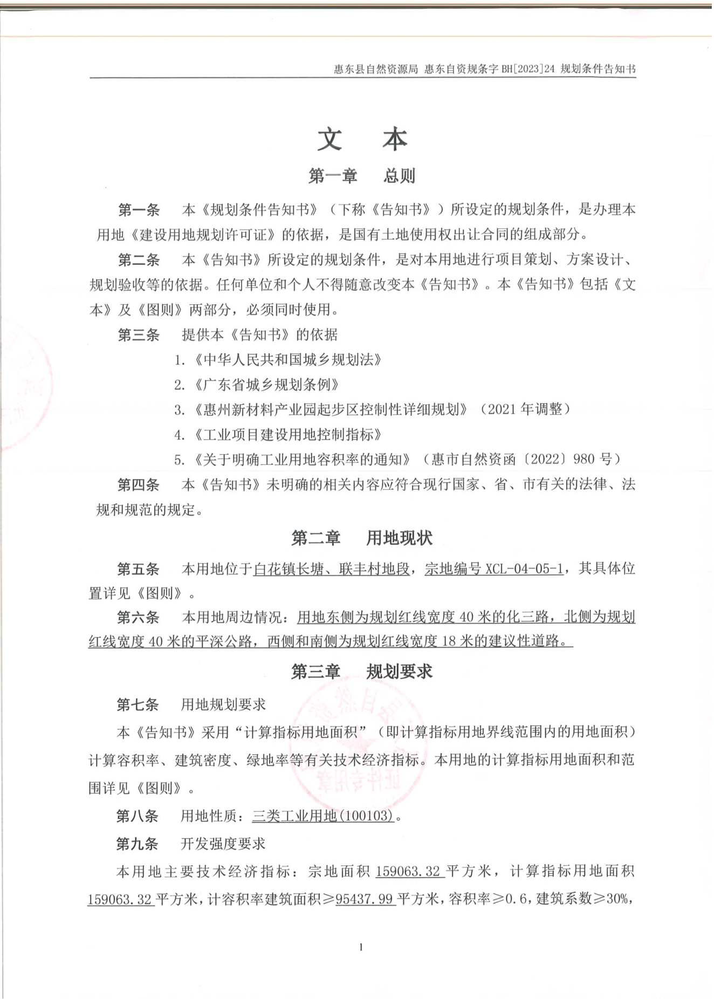 惠东县自然资源局 惠东自资规条字 BH[2023]24 规划条件告知书
文 本
第一章 总则
第一条 本《规划条件告知书》（下称《告知书》）所设定的规划条件，是办理本
用地《建设用地规划许可证》的依据，是国有土地使用权出让合同的组成部分。
第二条 本《告知书》所设定的规划条件，是对本用地进行项目策划、方案设计、
规划验收等的依据。任何单位和个人不得随意改变本《告知书》。本《告知书》包括《文
本》及《图则》两部分，必须同时使用。
第三条 提供本《告知书》的依据
1.《中华人民共和国城乡规划法》
2.《广东省城乡规划条例》
3.《惠州新材料产业园起步区控制性详细规划》（2021 年调整）
4.《工业项目建设用地控制指标》
5.《关于明确工业用地容积率的通知》（惠市自然资函〔2022〕980 号）
第四条 本《告知书》未明确的相关内容应符合现行国家、省、市有关的法律、法
规和规范的规定。
第二章 用地现状
第五条 本用地位于白花镇长塘、联丰村地段，宗地编号 XCL-04-05-1，其具体位
置详见《图则》。
第六条 本用地周边情况：用地东侧为规划红线宽度 40 米的化三路，北侧为规划
红线宽度 40 米的平深公路，西侧和南侧为规划红线宽度 18 米的建议性道路。
第三章 规划要求
第七条 用地规划要求
本《告知书》采用“计算指标用地面积”（即计算指标用地界线范围内的用地面积）
计算容积率、建筑密度、绿地率等有关技术经济指标。本用地的计算指标用地面积和范
围详见《图则》。
第八条 用地性质：三类工业用地(100103)。
第九条 开发强度要求
本用地主要技术经济指标：宗地面积 159063.32 平方米，计算指标用地面积
159063.32 平方米，计容积率建筑面积≥95437.99 平方米，容积率≥0.6，建筑系数≥30%，
证件专用章
1